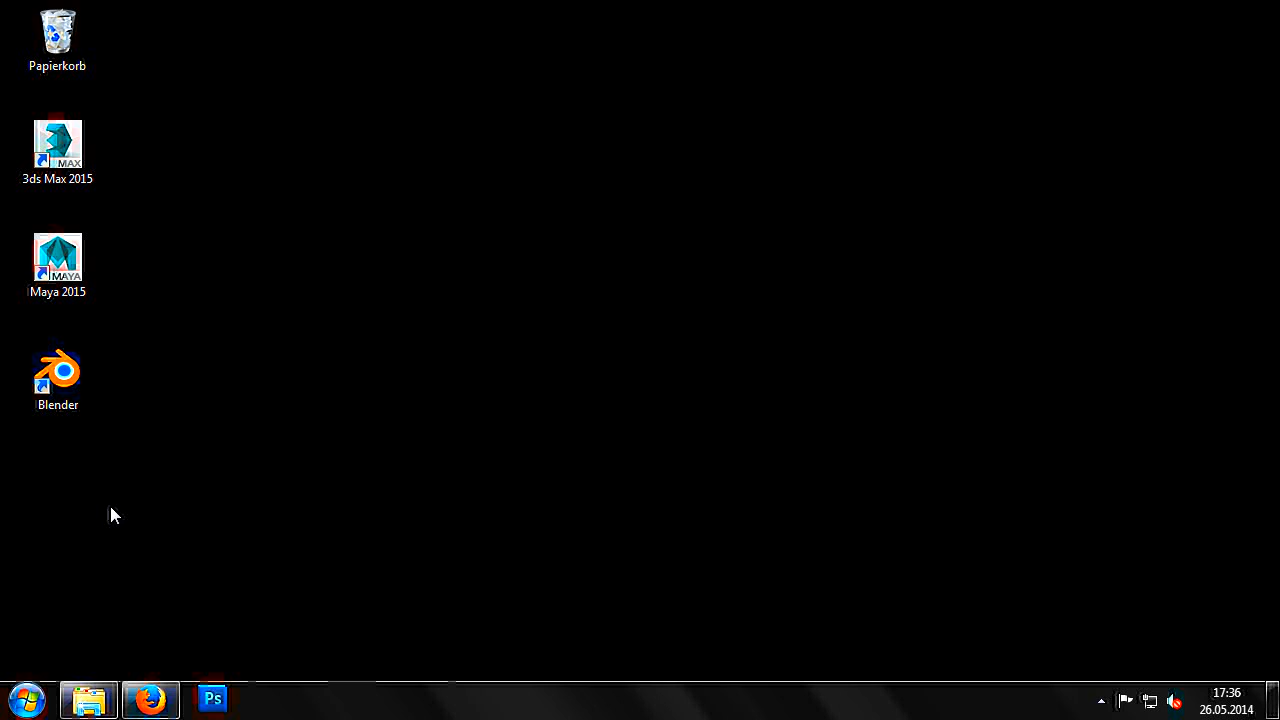 Papierkorb
MAX
3ds Max 2015
MAYA
Maya 2015
Blender
Ps
17:36
26.05.2014